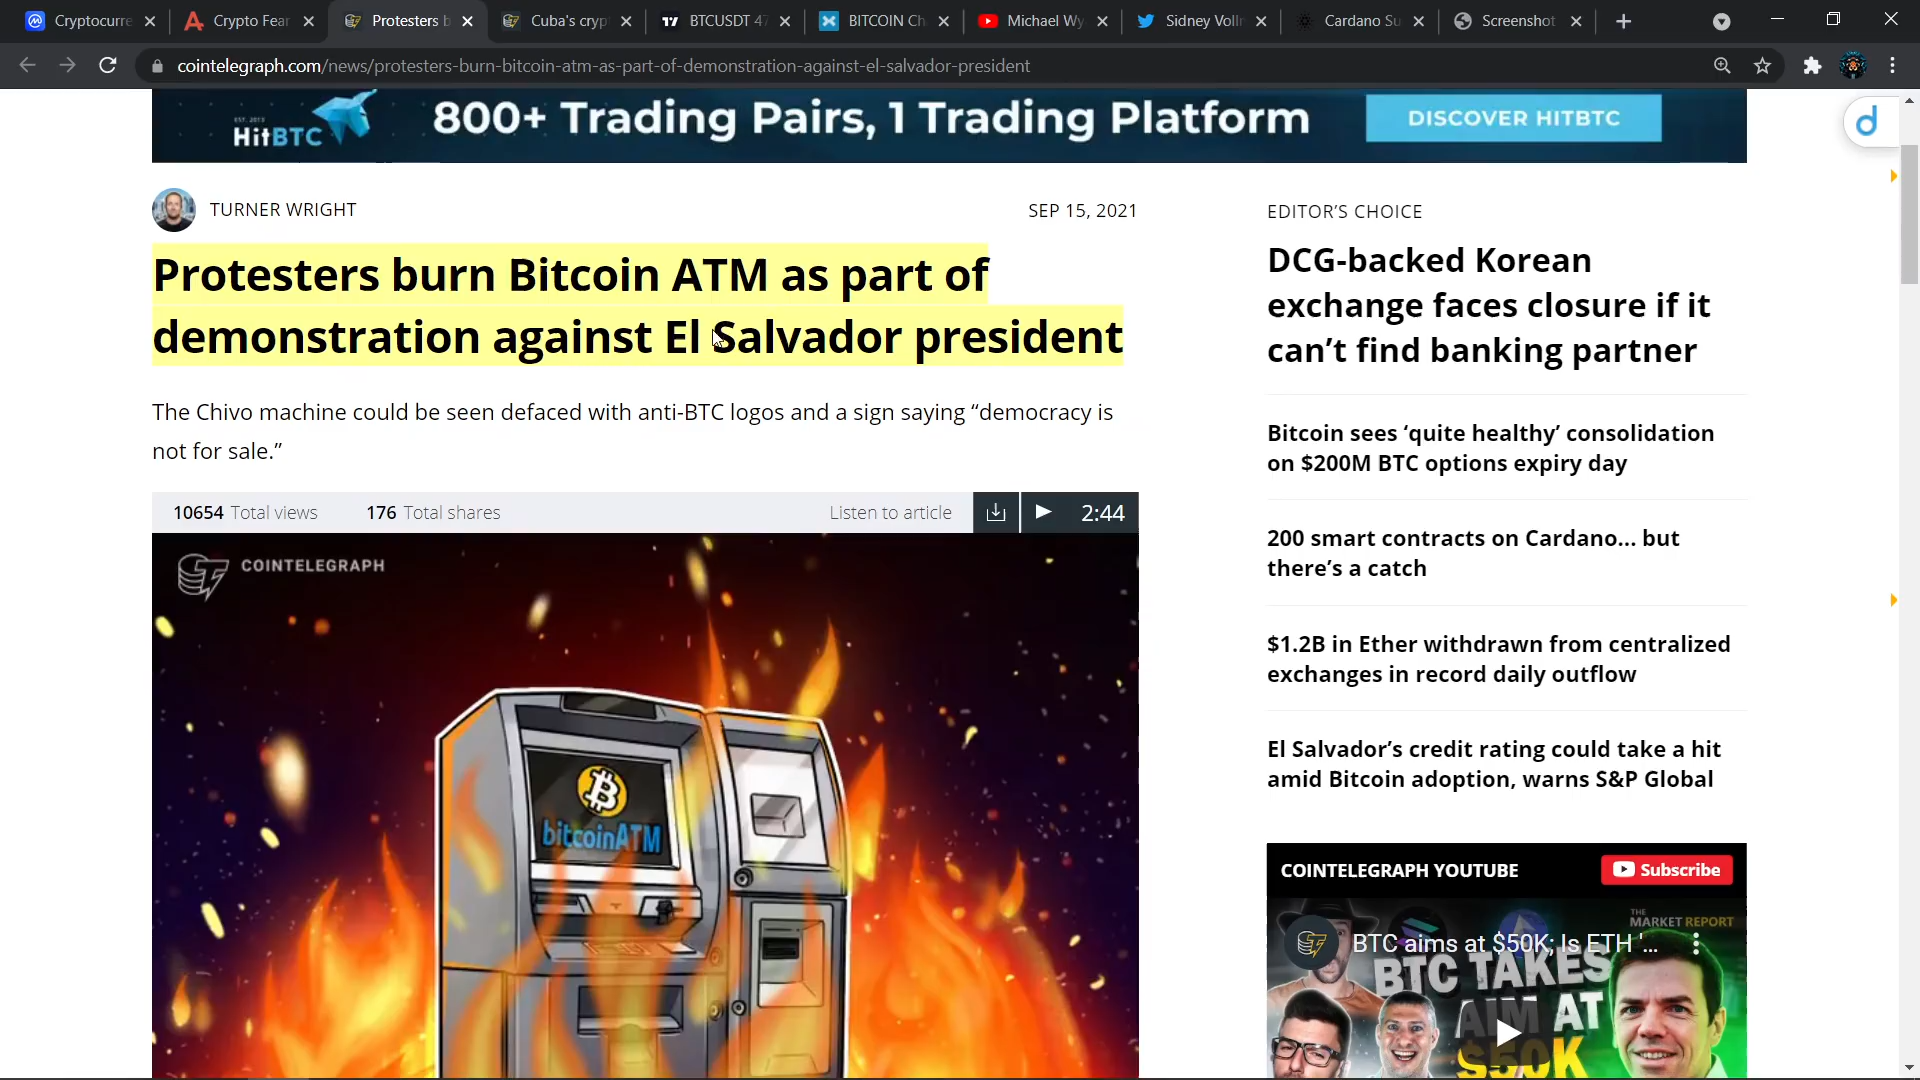 Cryptocurre
Crypto Fear
Protesters b
Cuba's cryp
BTCUSDT 47
BITCOIN Ch
Michael Wy
Sidney Volln
Cardano Su
Screenshot
cointelegraph.com/news/protesters-burn-bitcoin-atm-as-part-of-demonstration-against-el-salvador-president
EST. 2013
HitBTC
800+ Trading Pairs, 1 Trading Platform
DISCOVER HITBTC
TURNER WRIGHT
SEP 15, 2021
Protesters burn Bitcoin ATM as part of
demonstration against El Salvador president
The Chivo machine could be seen defaced with anti-BTC logos and a sign saying “democracy is
not for sale.”
10654 Total views
176 Total shares
Listen to article
2:44
COINTELEGRAPH
bitcoinATM
EDITOR’S CHOICE
DCG-backed Korean
exchange faces closure if it
can’t find banking partner
Bitcoin sees ‘quite healthy’ consolidation
on $200M BTC options expiry day
200 smart contracts on Cardano... but
there’s a catch
$1.2B in Ether withdrawn from centralized
exchanges in record daily outflow
El Salvador’s credit rating could take a hit
amid Bitcoin adoption, warns S&P Global
COINTELEGRAPH YOUTUBE
Subscribe
THE
MARKET REPORT
BTC aims at $50K; Is ETH '...
BTC TAKES
AIM AT
$50K